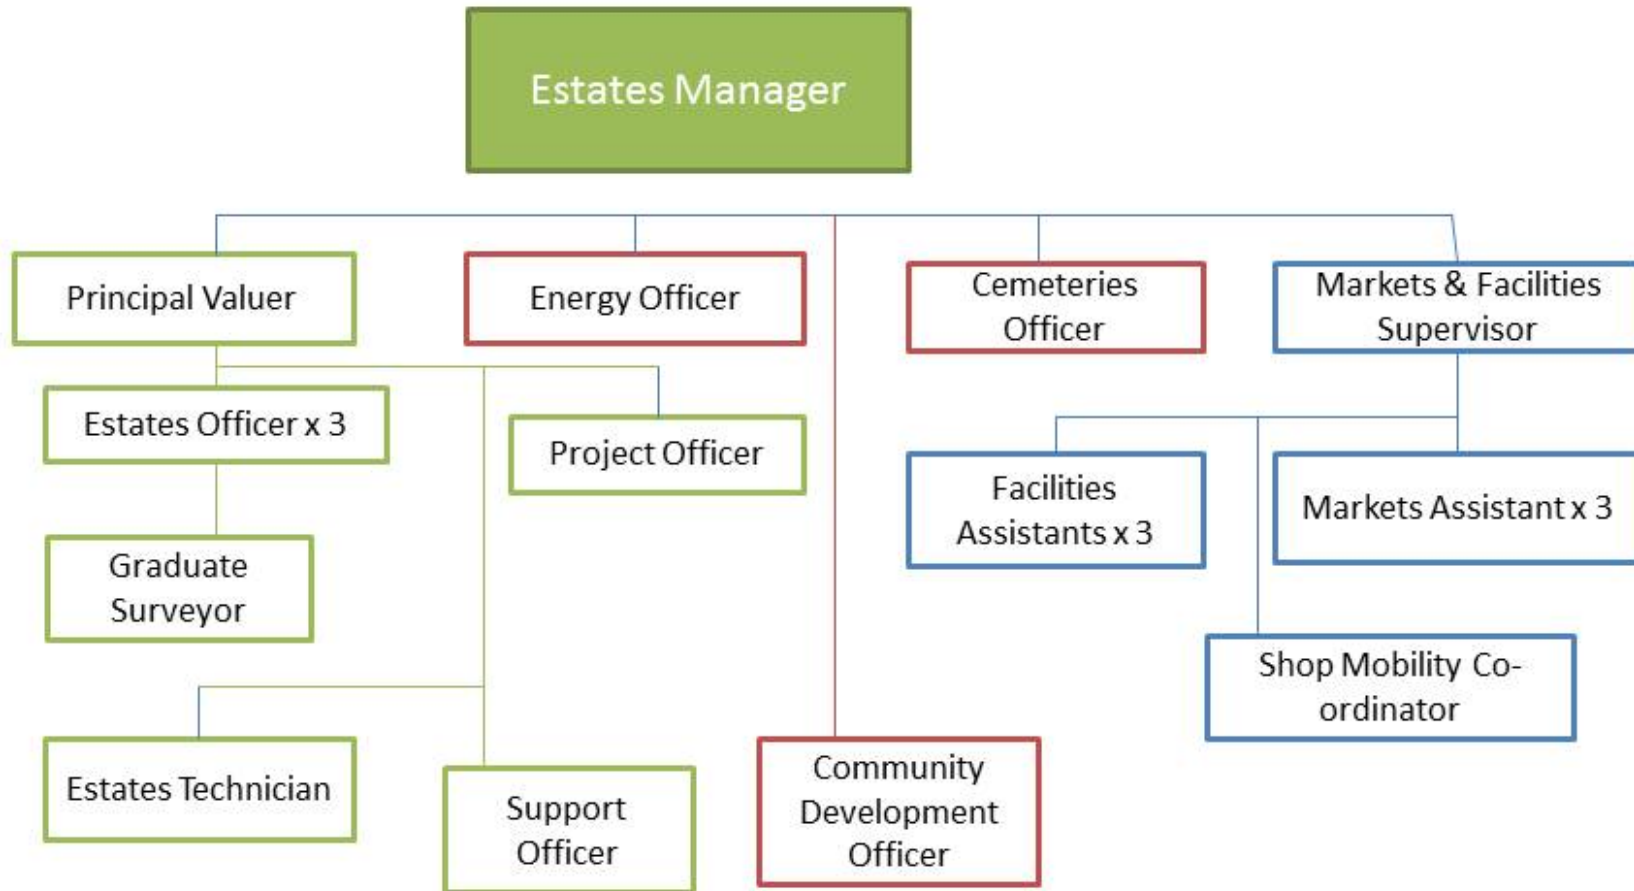 Estates Manager
Principal Valuer
Energy Officer
Cemeteries
Officer
Markets & Facilities
Supervisor
Estates Officer x 3
Project Officer
Facilities
Assistants x 3
Markets Assistant x 3
Graduate
Surveyor
Shop Mobility Co-
ordinator
Estates Technician
Support
Officer
Community
Development
Officer